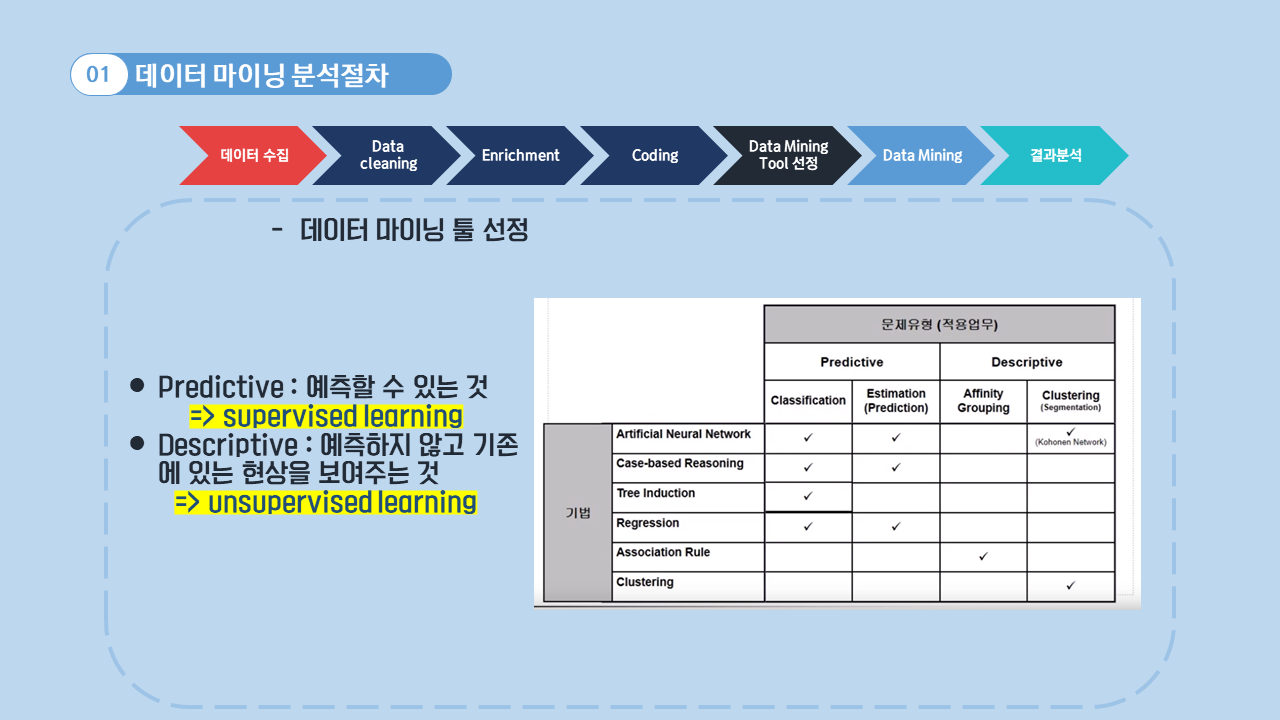 01 데이터 마이닝 분석절차
데이터 수집
Data
cleaning
Enrichment
Coding
Data Mining
Tool 선정
Data Mining
결과분석
- 데이터 마이닝 툴 선정
● Predictive : 예측할 수 있는 것
=> supervised learning
● Descriptive : 예측하지 않고 기존
에 있는 현상을 보여주는 것
=> unsupervised learning
문제유형 (적용업무)
Predictive
Descriptive
Classification
Estimation
(Prediction)
Affinity
Grouping
Clustering
(Segmentation)
기법
Artificial Neural Network ✓ ✓ ✓
(Kohonen Network)
Case-based Reasoning ✓ ✓
Tree Induction ✓
Regression ✓ ✓
Association Rule ✓
Clustering ✓